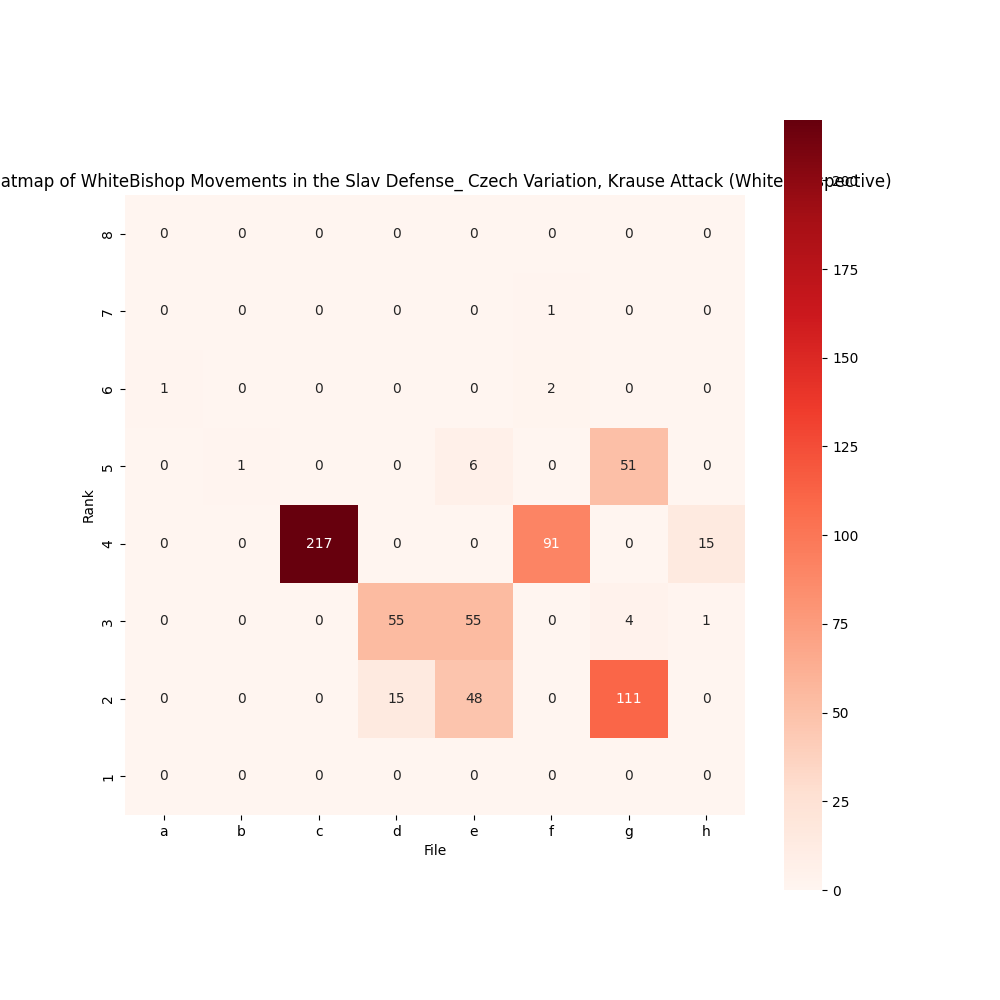 atmap of WhiteBishop Movements in the Slav Defense_ Czech Variation, Krause Attack (White spective)
200
8 0 0 0 0 0 0 0 0
175
7 0 0 0 0 0 1 0 0
150
6 1 0 0 0 0 2 0 0
125
5 0 1 0 0 6 0 51 0
Rank
100
4 0 0 217 0 0 91 0 15
75
3 0 0 0 55 55 0 4 1
50
2 0 0 0 15 48 0 111 0
1 0 0 0 0 0 0 0 0
25
a b c d e f g h
File
0